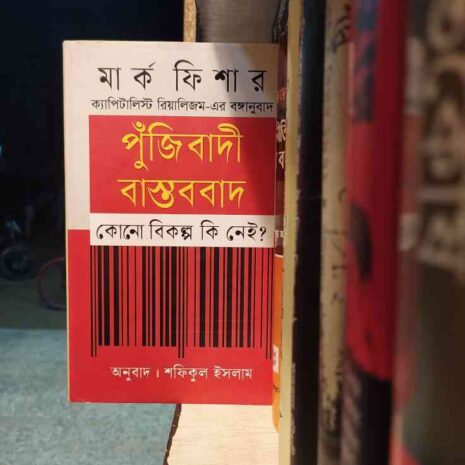 মার্ক ফিশার
ক্যাপিটালিস্ট রিয়ালিজম-এর বঙ্গানুবাদ
পুঁজিবাদী
বাস্তববাদ
কোনো বিকল্প কি নেই?
অনুবাদ । শফিকুল ইসলাম